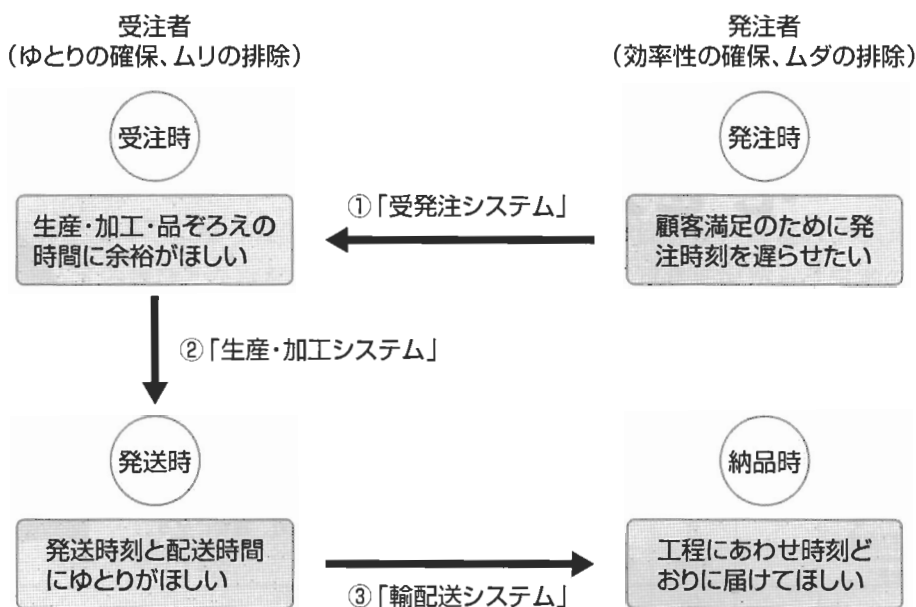 受注者
（ゆとりの確保、ムリの排除）
発注者
（効率性の確保、ムダの排除）
受注時
発注時
生産・加工・品ぞろえの
時間に余裕がほしい
①「受発注システム」
顧客満足のために発
注時刻を遅らせたい
②「生産・加工システム」
発送時
納品時
発送時刻と配送時間
にゆとりがほしい
③「輸配送システム」
工程にあわせ時刻ど
おりに届けてほしい